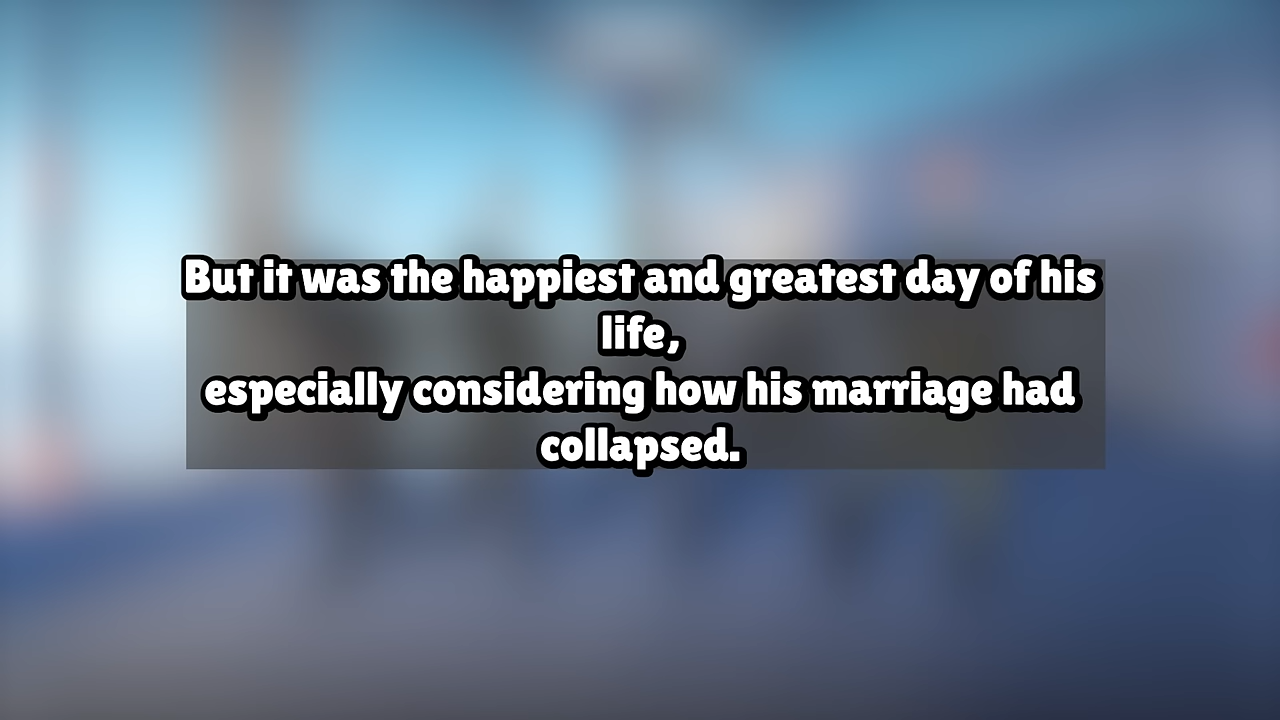 But it was the happiest and greatest day of his
life,
especially considering how his marriage had
collapsed.